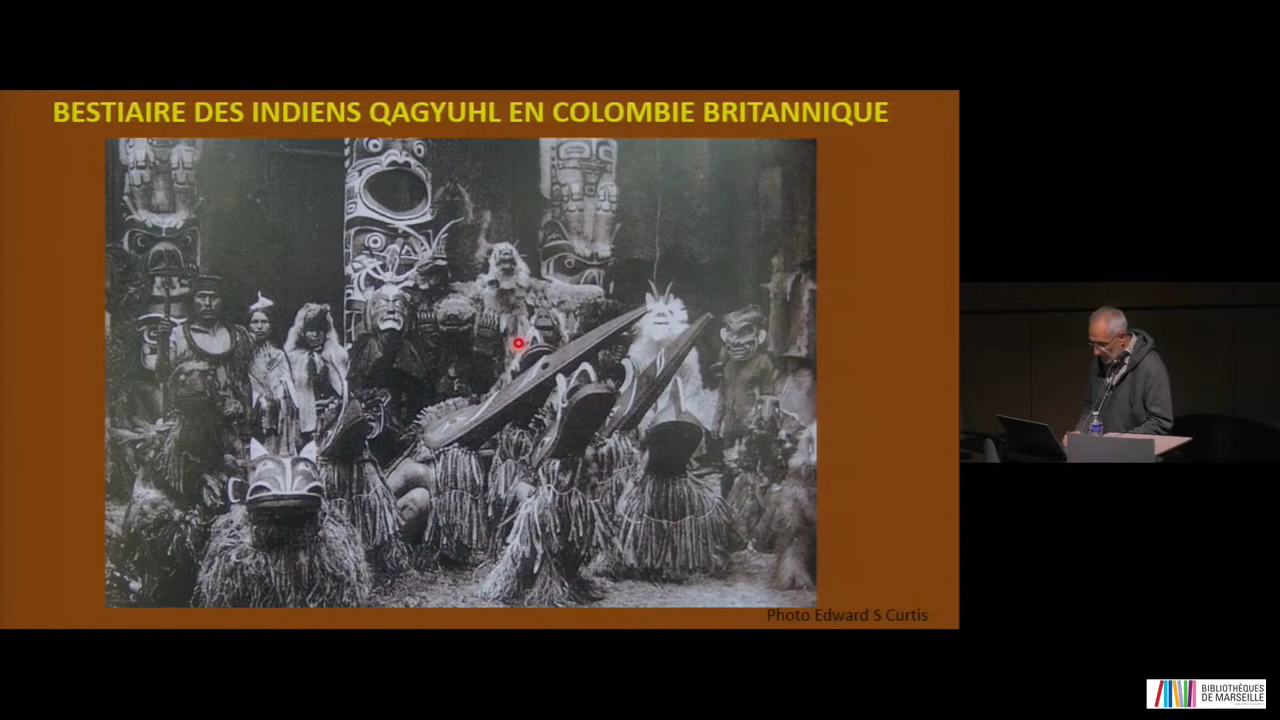 BESTIAIRE DES INDIENS QAGYUHL EN COLOMBIE BRITANNIQUE
Photo Edward S Curtis
BIBLIOTHÈQUES
DE MARSEILLE